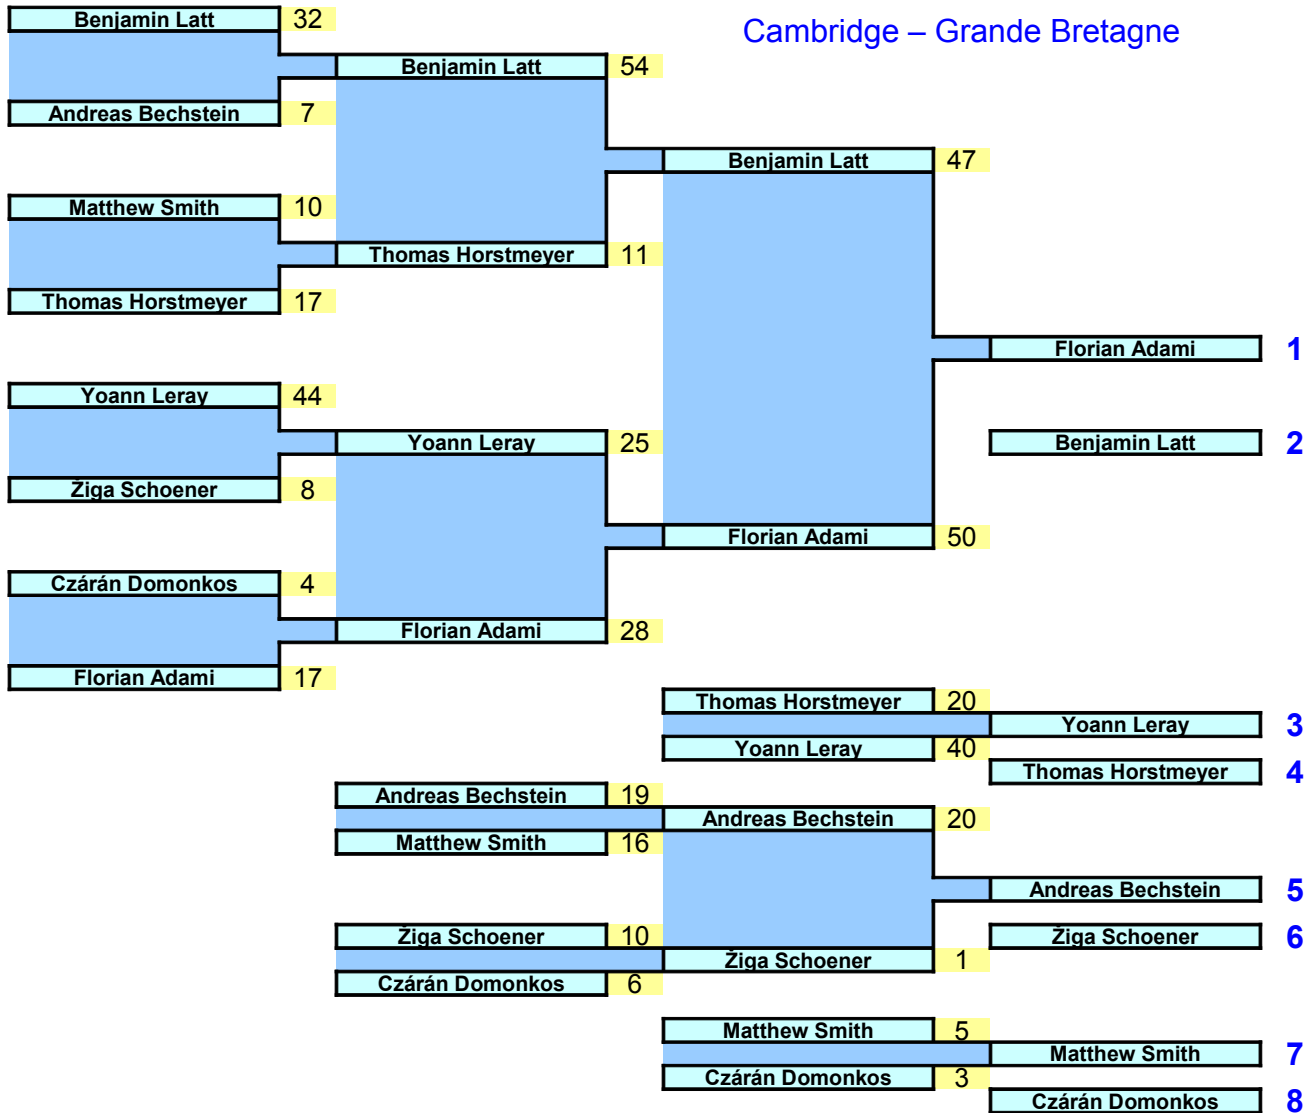 Benjamin Latt 32
Cambridge – Grande Bretagne
Benjamin Latt 54
Andreas Bechstein 7
Benjamin Latt 47
Matthew Smith 10
Thomas Horstmeyer 11
Thomas Horstmeyer 17
Florian Adami 1
Yoann Leray 44
Yoann Leray 25
Benjamin Latt 2
Žiga Schoener 8
Florian Adami 50
Czárán Domonkos 4
Florian Adami 28
Florian Adami 17
Thomas Horstmeyer 20
Yoann Leray 3
Yoann Leray 40
Thomas Horstmeyer 4
Andreas Bechstein 19
Andreas Bechstein 20
Matthew Smith 16
Andreas Bechstein 5
Žiga Schoener 10
Žiga Schoener 6
Žiga Schoener 1
Czárán Domonkos 6
Matthew Smith 5
Matthew Smith 7
Czárán Domonkos 3
Czárán Domonkos 8